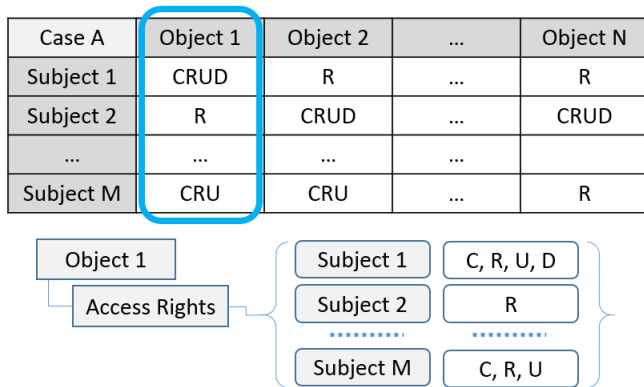 Case A Object 1 Object 2 ... Object N
Subject 1 CRUD R R
Subject 2 R CRUD ... CRUD
... ... ...
Subject M CRU CRU ... R
Object 1
Access Rights
Subject 1 C, R, U, D
Subject 2 R
Subject M C, R, U